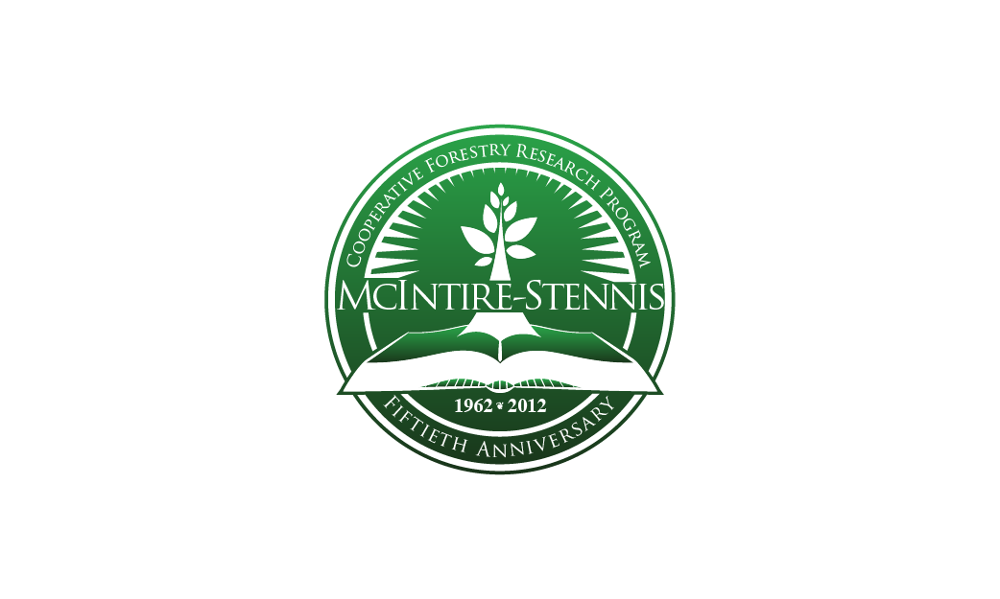 Cooperative Forestry Research Program
McIntire-Stennis
1962 2012
Fiftieth Anniversary